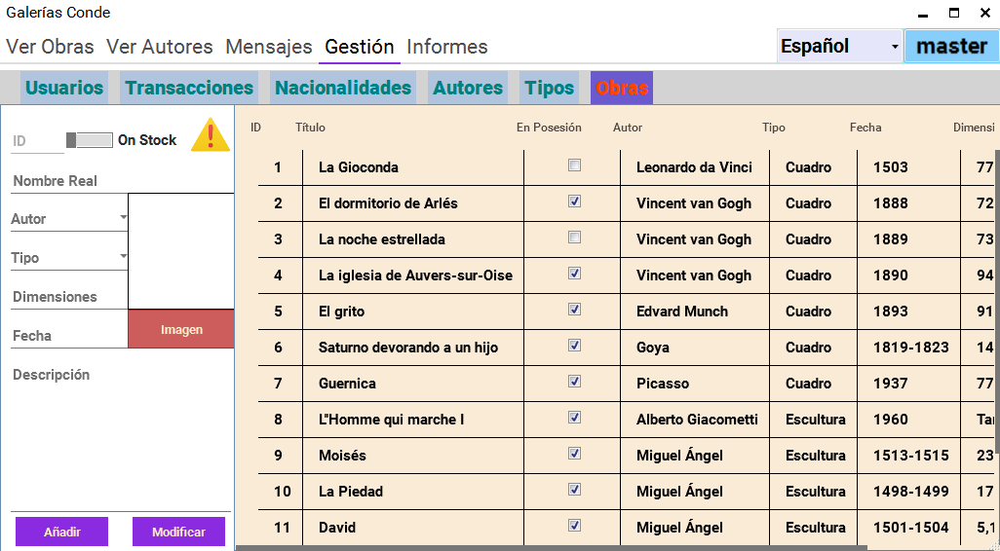 Galerías Conde
Ver Obras Ver Autores Mensajes Gestión Informes Español master
Usuarios Transacciones Nacionalidades Autores Tipos Obras
ID On Stock
Nombre Real
Autor
Tipo
Dimensiones
Fecha
Imagen
Descripción
Añadir Modificar
ID Título En Posesión Autor Tipo Fecha Dimensi
1 La Gioconda Leonardo da Vinci Cuadro 1503 77
2 El dormitorio de Arlés Vincent van Gogh Cuadro 1888 72
3 La noche estrellada Vincent van Gogh Cuadro 1889 73
4 La iglesia de Auvers-sur-Oise Vincent van Gogh Cuadro 1890 94
5 El grito Edvard Munch Cuadro 1893 91
6 Saturno devorando a un hijo Goya Cuadro 1819-1823 14
7 Guernica Picasso Cuadro 1937 77
8 L"Homme qui marche I Alberto Giacometti Escultura 1960 Tar
9 Moisés Miguel Ángel Escultura 1513-1515 23
10 La Piedad Miguel Ángel Escultura 1498-1499 17
11 David Miguel Ángel Escultura 1501-1504 5,1